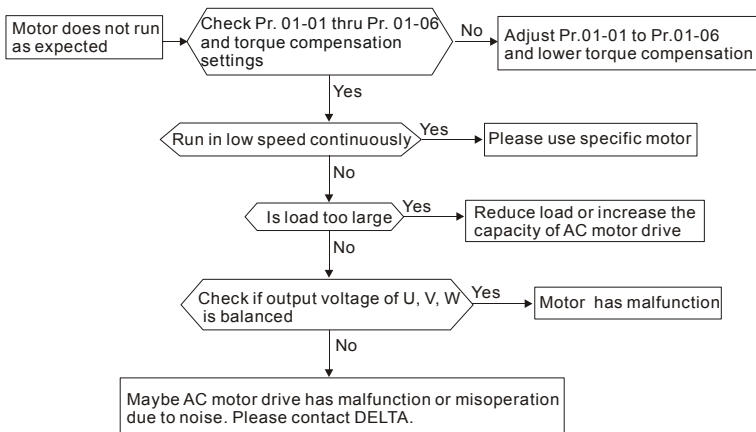 Motor does not run
as expected
Check Pr. 01-01 thru Pr. 01-06
and torque compensation
settings
No
Adjust Pr.01-01 to Pr.01-06
and lower torque compensation
Yes
Run in low speed continuously
Yes
Please use specific motor
No
Is load too large
Yes
Reduce load or increase the
capacity of AC motor drive
No
Check if output voltage of U, V, W
is balanced
Yes
Motor has malfunction
No
Maybe AC motor drive has malfunction or misoperation
due to noise. Please contact DELTA.